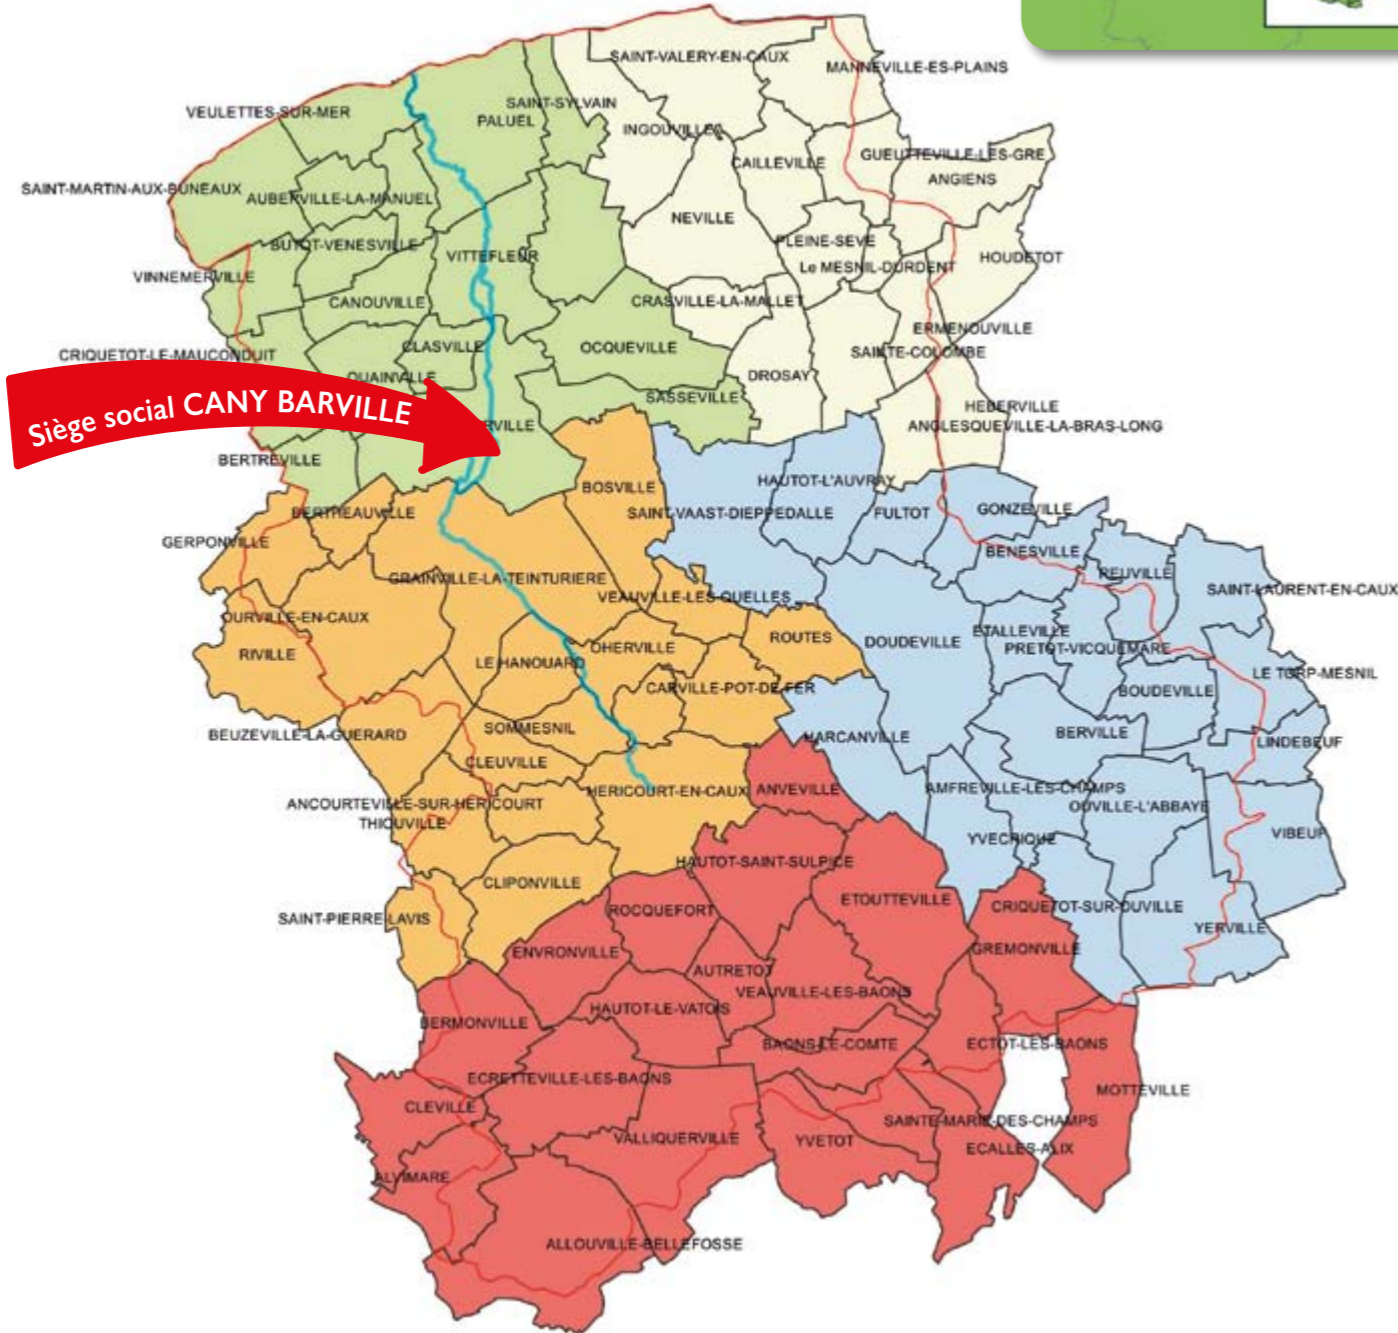 SAINT-VALERY-EN-CAUX
MANNEVILLE-ES-PLAINS
VEULETTES-SUR-MER
SAINT-SYLVAIN
PALUEL
INGOUVILLE
CAILLEVILLE
GUEUTTEVILLE-LES-GRE
ANGIENS
SAINT-MARTIN-AUX-BUNEAUX
AUBERVILLE-LA-MANUEL
NEVILLE
BUTOT-VENESVILLE
VITTEFLEUR
PLEINE-SEVE
Le MESNIL-DURDENT
HOUDETOT
VINNEMERVILLE
CANOUVILLE
CRASVILLE-LA-MALLET
ERMENOUVILLE
CRIQUETOT-LE-MAUCONDUIT
CLASVILLE
OCQUEVILLE
SAINTE-COLOMBE
OUAINVILLE
DROSAY
SASSEVILLE
HEBERVILLE
Siège social CANY BARVILLE
RVILLE
ANGLESQUEVILLE-LA-BRAS-LONG
BERTREVILLE
BOSVILLE
HAUTOT-L'AUVRAY
BERTHEAUVILLE
SAINT-VAAST-DIEPPEDALLE
FULTOT
GONZEVILLE
GERPONVILLE
BENESVILLE
REUVILLE
GRAINVILLE-LA-TEINTURIERE
SAINT-LAURENT-EN-CAUX
VEAUVILLE-LES-QUELLES
OURVILLE-EN-CAUX
ROUTES
DOUDEVILLE
ETALLEVILLE
PRETOT-VICQUEMARE
RIVILLE
LE HANOUARD
OHERVILLE
LE TORP-MESNIL
CARVILLE-POT-DE-FER
BOUDEVILLE
BEUZEVILLE-LA-GUERARD
SOMMESNIL
HARCANVILLE
BERVILLE
LINDEBEUF
CLEUVILLE
HERICOURT-EN-CAUX
ANVEVILLE
AMFREVILLE-LES-CHAMPS
ANCOURTEVILLE-SUR-HERICOURT
OUVILLE-L'ABBAYE
THIOUVILLE
YVECRIQUE
VIBEUF
HAUTOT-SAINT-SULPICE
CLIPONVILLE
ETOUTTEVILLE
ROCQUEFORT
CRIQUETOT-SUR-OUVILLE
SAINT-PIERRE-LAVIS
YERVILLE
ENVRONVILLE
GREMONVILLE
AUTRETOT
VEAUVILLE-LES-BAONS
HAUTOT-LE-VATOIS
BERMONVILLE
BAONS-LE-COMTE
ECTOT-LES-BAONS
ECRETTEVILLE-LES-BAONS
MOTTEVILLE
CLEVILLE
SAINTE-MARIE-DES-CHAMPS
VALLIQUERVILLE
YVETOT
ECALLES-ALIX
ALVIMARE
ALLOUVILLE-BELLEFOSSE